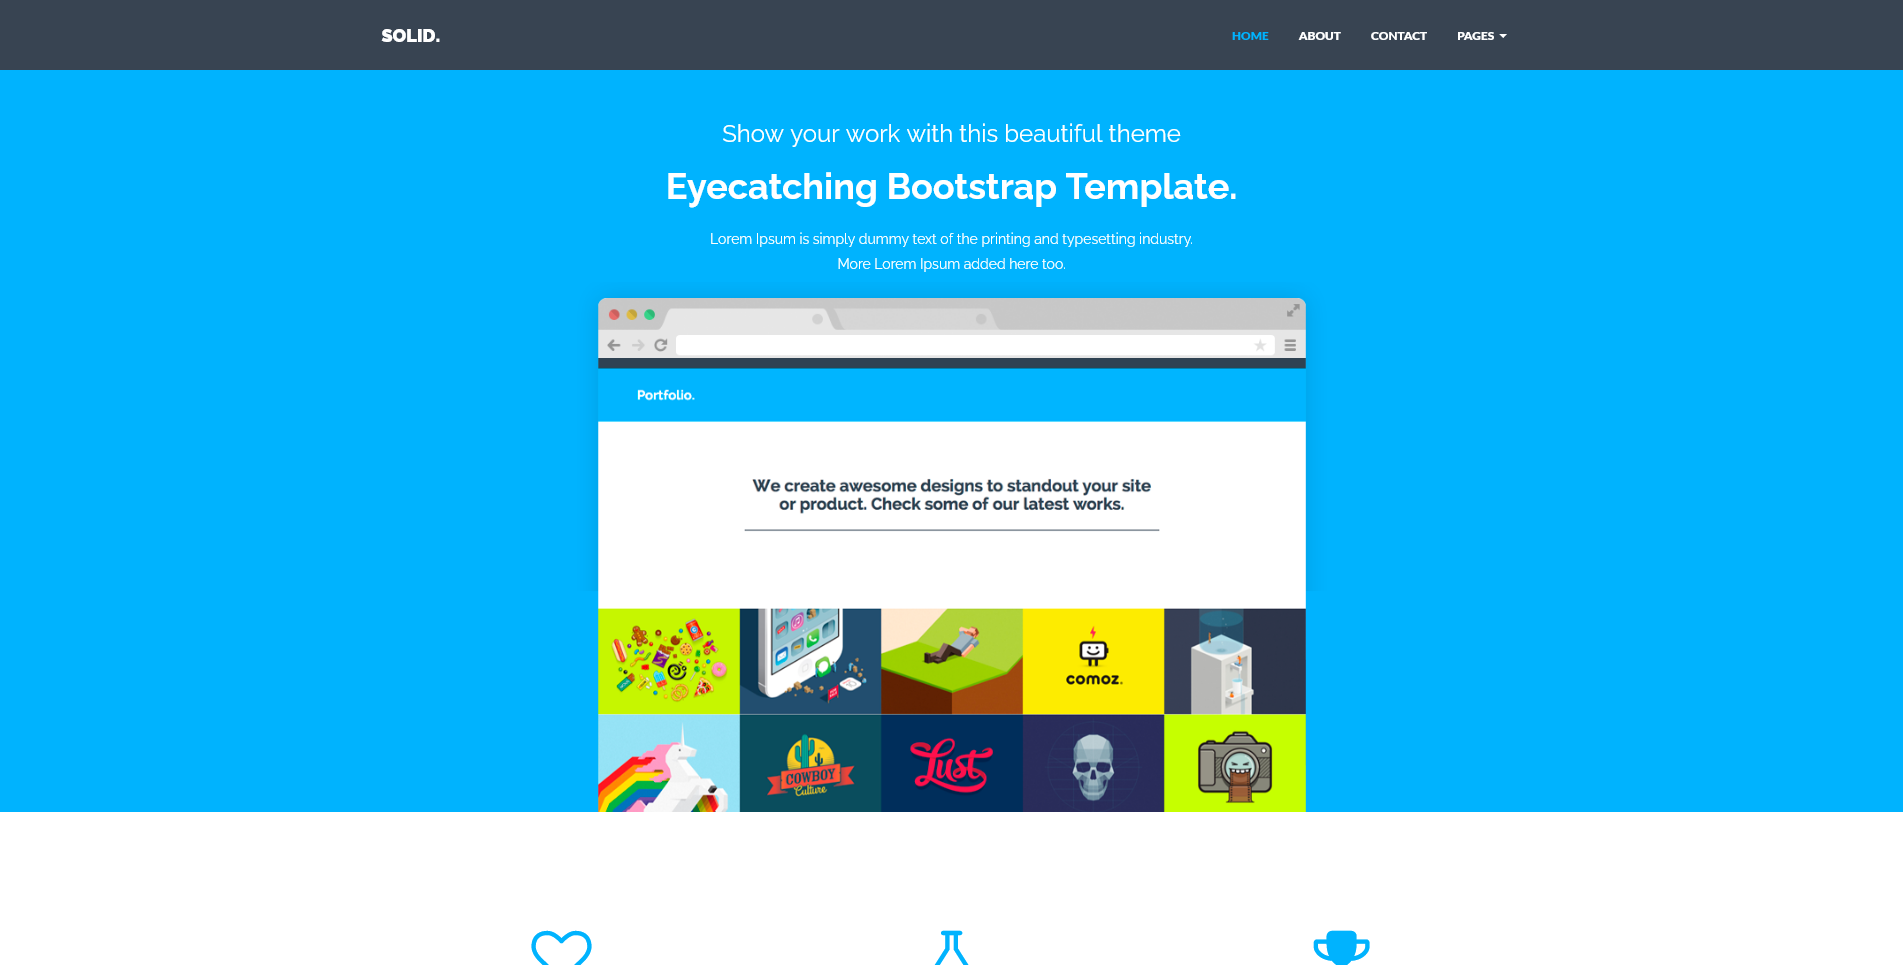 SOLID.
HOME
ABOUT
CONTACT
PAGES
Show your work with this beautiful theme
Eyecatching Bootstrap Template.
Lorem Ipsum is simply dummy text of the printing and typesetting industry.
More Lorem Ipsum added here too.
Portfolio.
We create awesome designs to standout your site
or product. Check some of our latest works.
comoz.
COWBOY
Culture
Lust